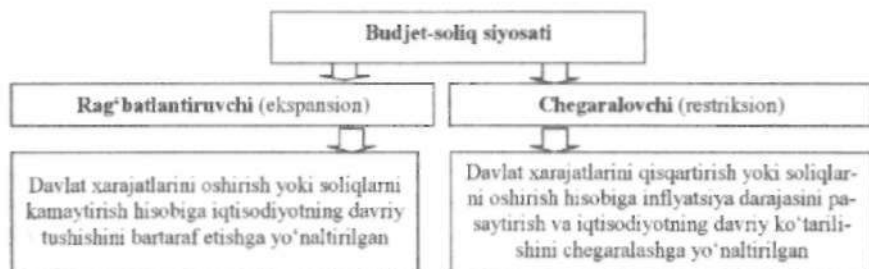 Budjet-soliq siyosati
Rag‘batlantiruvchi (ekspansion)
Chegaralovchi (restriksion)
Davlat xarajatlarini oshirish yoki soliqlarni
kamaytirish hisobiga iqtisodiyotning davriy
tushishini bartaraf etishga yo‘naltirilgan
Davlat xarajatlarini qisqartirish yoki soliqlar-
ni oshirish hisobiga inflyatsiya darajasini pa-
saytirish va iqtisodiyotning davriy ko‘tarili-
shini chegaralashga yo‘naltirilgan